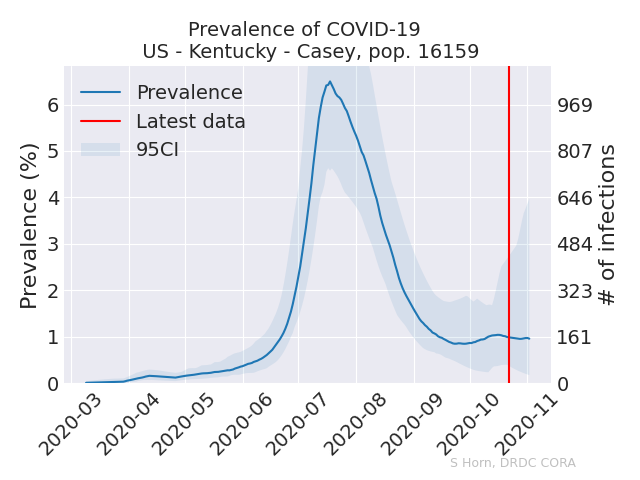 Prevalence of COVID-19
US - Kentucky - Casey, pop. 16159
Prevalence
Latest data
95CI
Prevalence (%)
6
5
4
3
2
1
0
969
807
646
484
323
161
0
# of infections
2020-03
2020-04
2020-05
2020-06
2020-07
2020-08
2020-09
2020-10
2020-11
S Horn, DRDC CORA